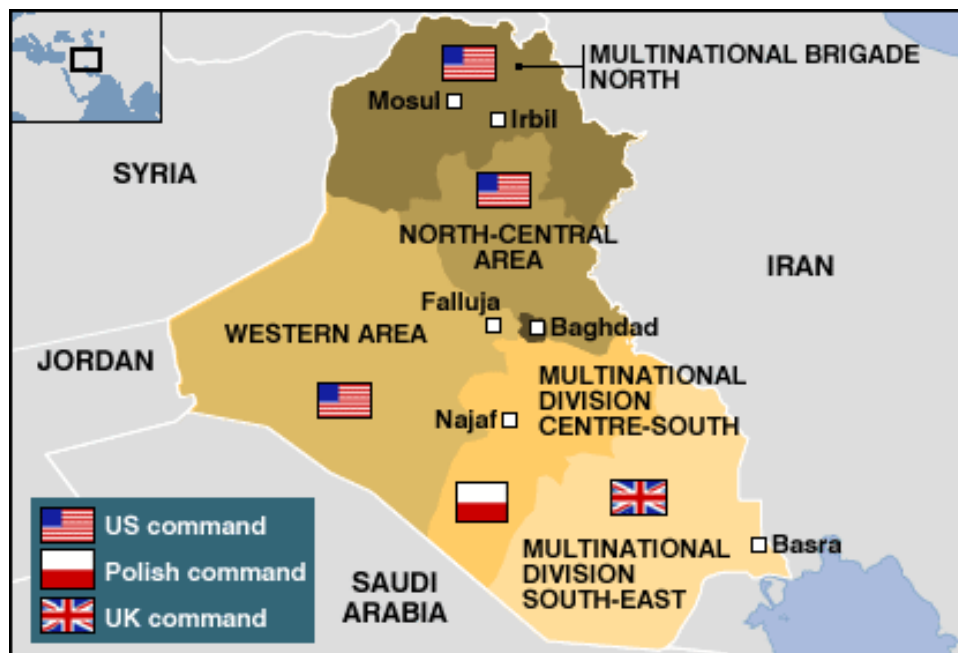 MULTINATIONAL BRIGADE
NORTH
Mosul
Irbil
SYRIA
NORTH-CENTRAL
AREA
IRAN
Falluja
WESTERN AREA
Baghdad
JORDAN
MULTINATIONAL
DIVISION
CENTRE-SOUTH
Najaf
US command
Polish command
UK command
SAUDI
ARABIA
MULTINATIONAL
DIVISION
SOUTH-EAST
Basra